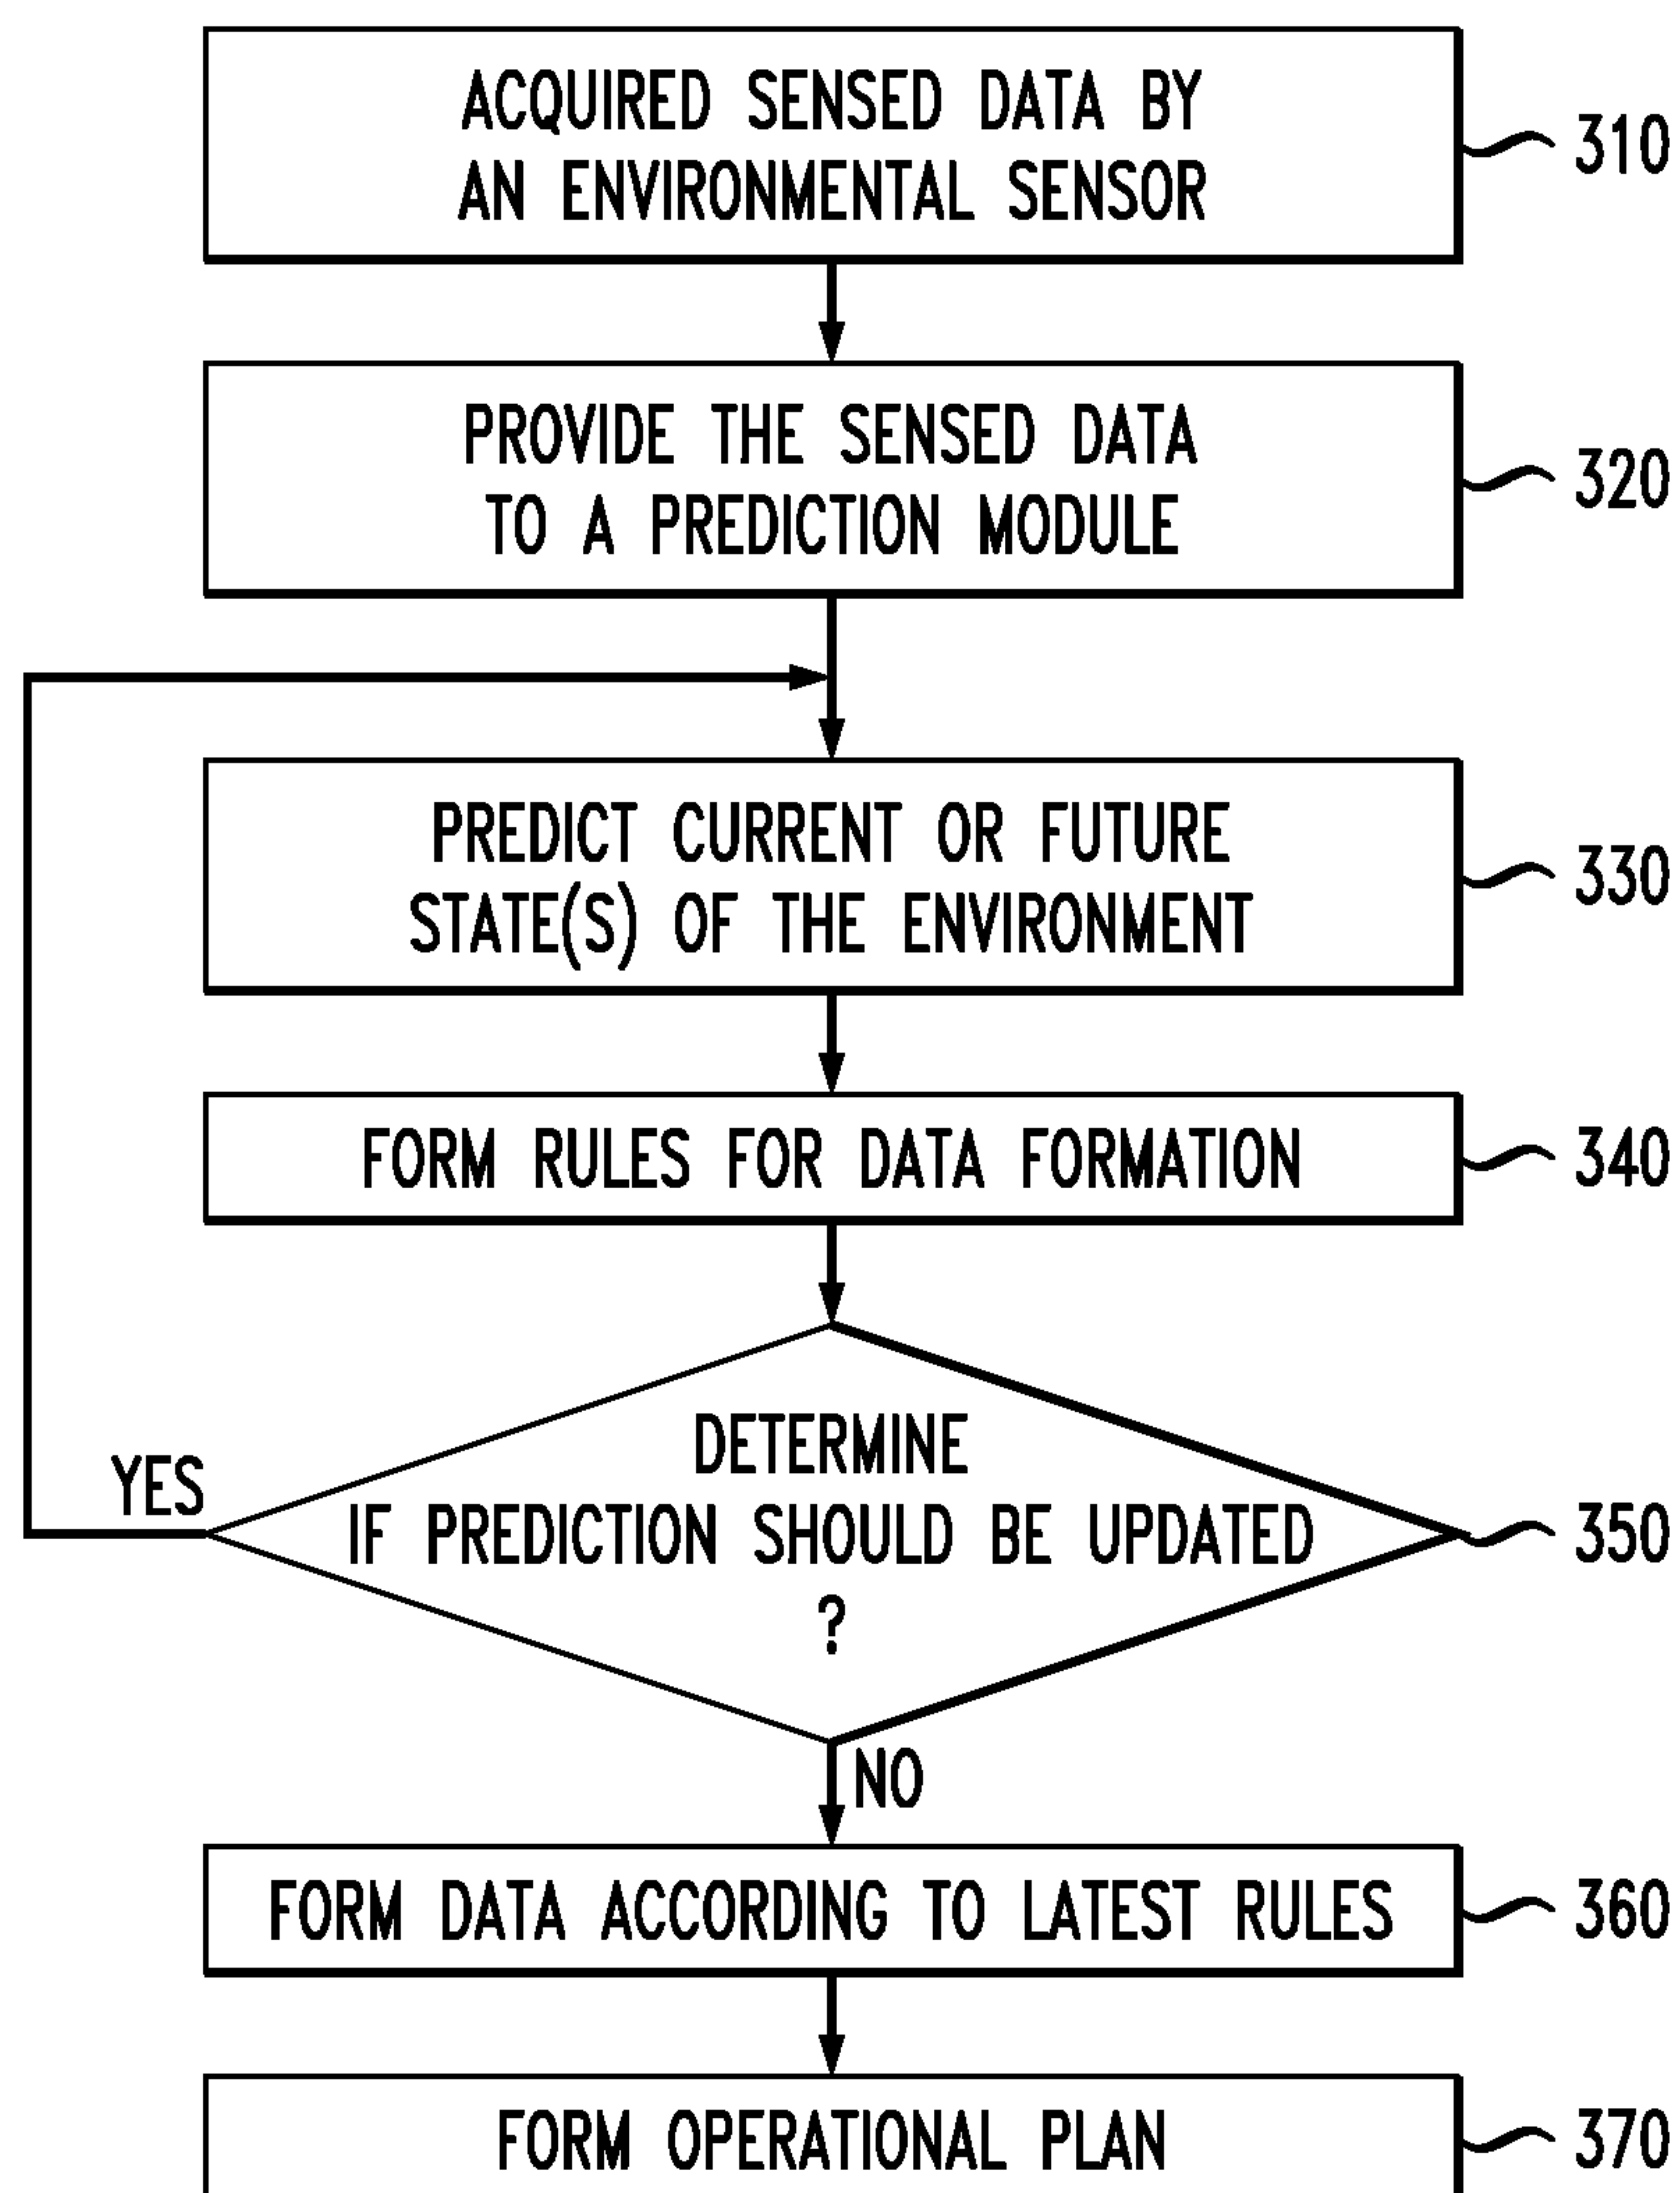 ACQUIRED SENSED DATA BY
AN ENVIRONMENTAL SENSOR
310
PROVIDE THE SENSED DATA
TO A PREDICTION MODULE
320
PREDICT CURRENT OR FUTURE
STATE(S) OF THE ENVIRONMENT
330
FORM RULES FOR DATA FORMATION
340
DETERMINE
IF PREDICTION SHOULD BE UPDATED
?
350
YES
NO
FORM DATA ACCORDING TO LATEST RULES
360
FORM OPERATIONAL PLAN
370